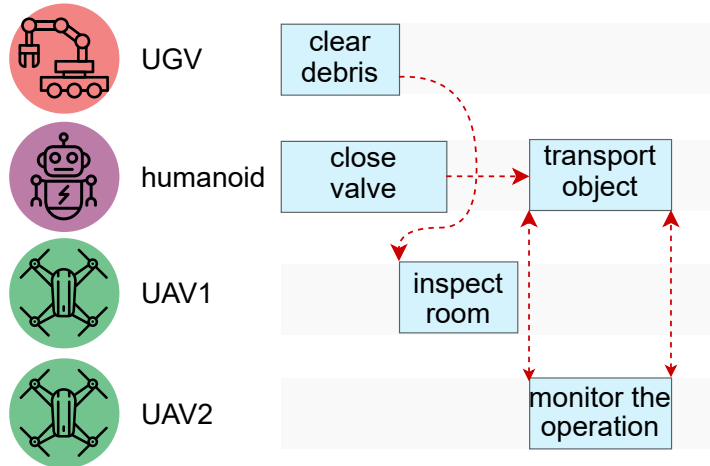 UGV
clear
debris
humanoid
close
valve
transport
object
UAV1
inspect
room
UAV2
monitor the
operation